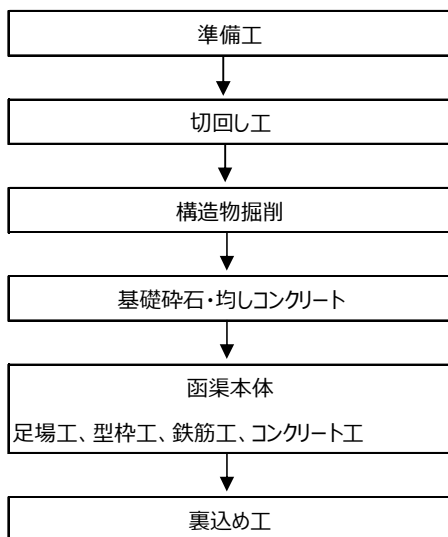 準備工
切回し工
構造物掘削
基礎砕石・均しコンクリート
函渠本体
足場工、型枠工、鉄筋工、コンクリート工
裏込め工